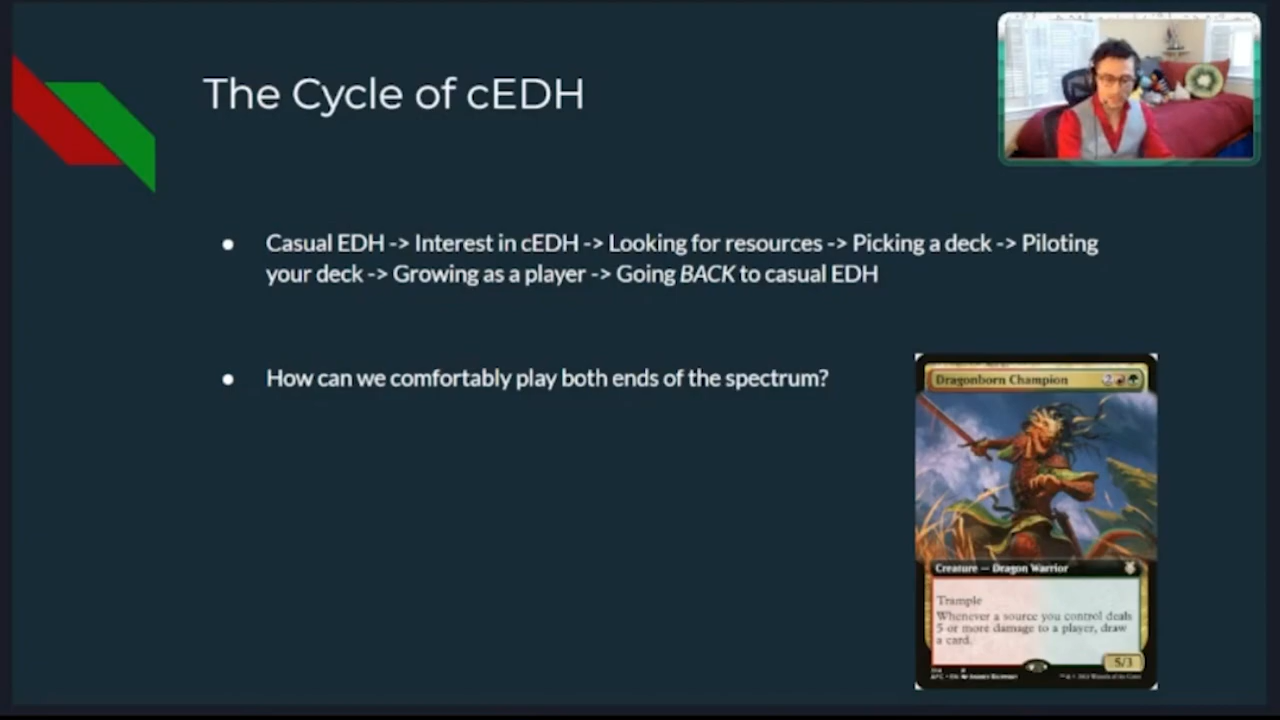 The Cycle of cEDH
● Casual EDH -> Interest in cEDH -> Looking for resources -> Picking a deck -> Piloting
your deck -> Growing as a player -> Going BACK to casual EDH
● How can we comfortably play both ends of the spectrum?
Dragonborn Champion 2
Creature — Dragon Warrior
Trample
Whenever a source you control deals
5 or more damage to a player, draw
a card.
5/3